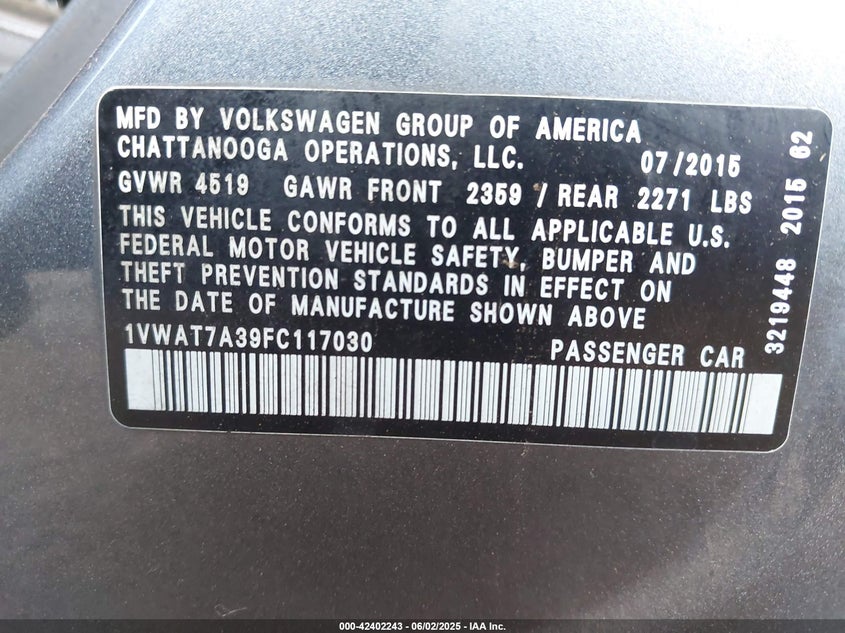 MFD BY VOLKSWAGEN GROUP OF AMERICA
CHATTANOOGA OPERATIONS, LLC. 07/2015
GVWR 4519 GAWR FRONT 2359 / REAR 2271 LBS
THIS VEHICLE CONFORMS TO ALL APPLICABLE U.S.
FEDERAL MOTOR VEHICLE SAFETY, BUMPER AND
THEFT PREVENTION STANDARDS IN EFFECT ON
THE DATE OF MANUFACTURE SHOWN ABOVE
1VWAT7A39FC117030 PASSENGER CAR
3219448 2015 62
000-42402243 - 06/02/2025 - IAA Inc.